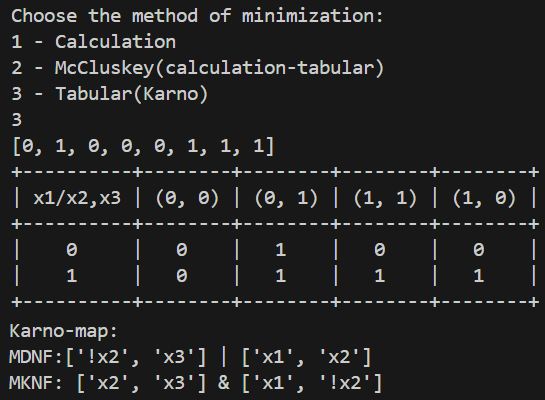 Choose the method of minimization:
1 - Calculation
2 - McCluskey(calculation-tabular)
3 - Tabular(Karno)
3
[0, 1, 0, 0, 0, 1, 1, 1]
+----------+--------+--------+--------+--------+
| x1/x2,x3 | (0, 0) | (0, 1) | (1, 1) | (1, 0) |
+----------+--------+--------+--------+--------+
|    0     |   0    |   1    |   0    |   0    |
|    1     |   0    |   1    |   1    |   1    |
+----------+--------+--------+--------+--------+
Karno-map:
MDNF:['!x2', 'x3'] | ['x1', 'x2']
MKNF: ['x2', 'x3'] & ['x1', '!x2']